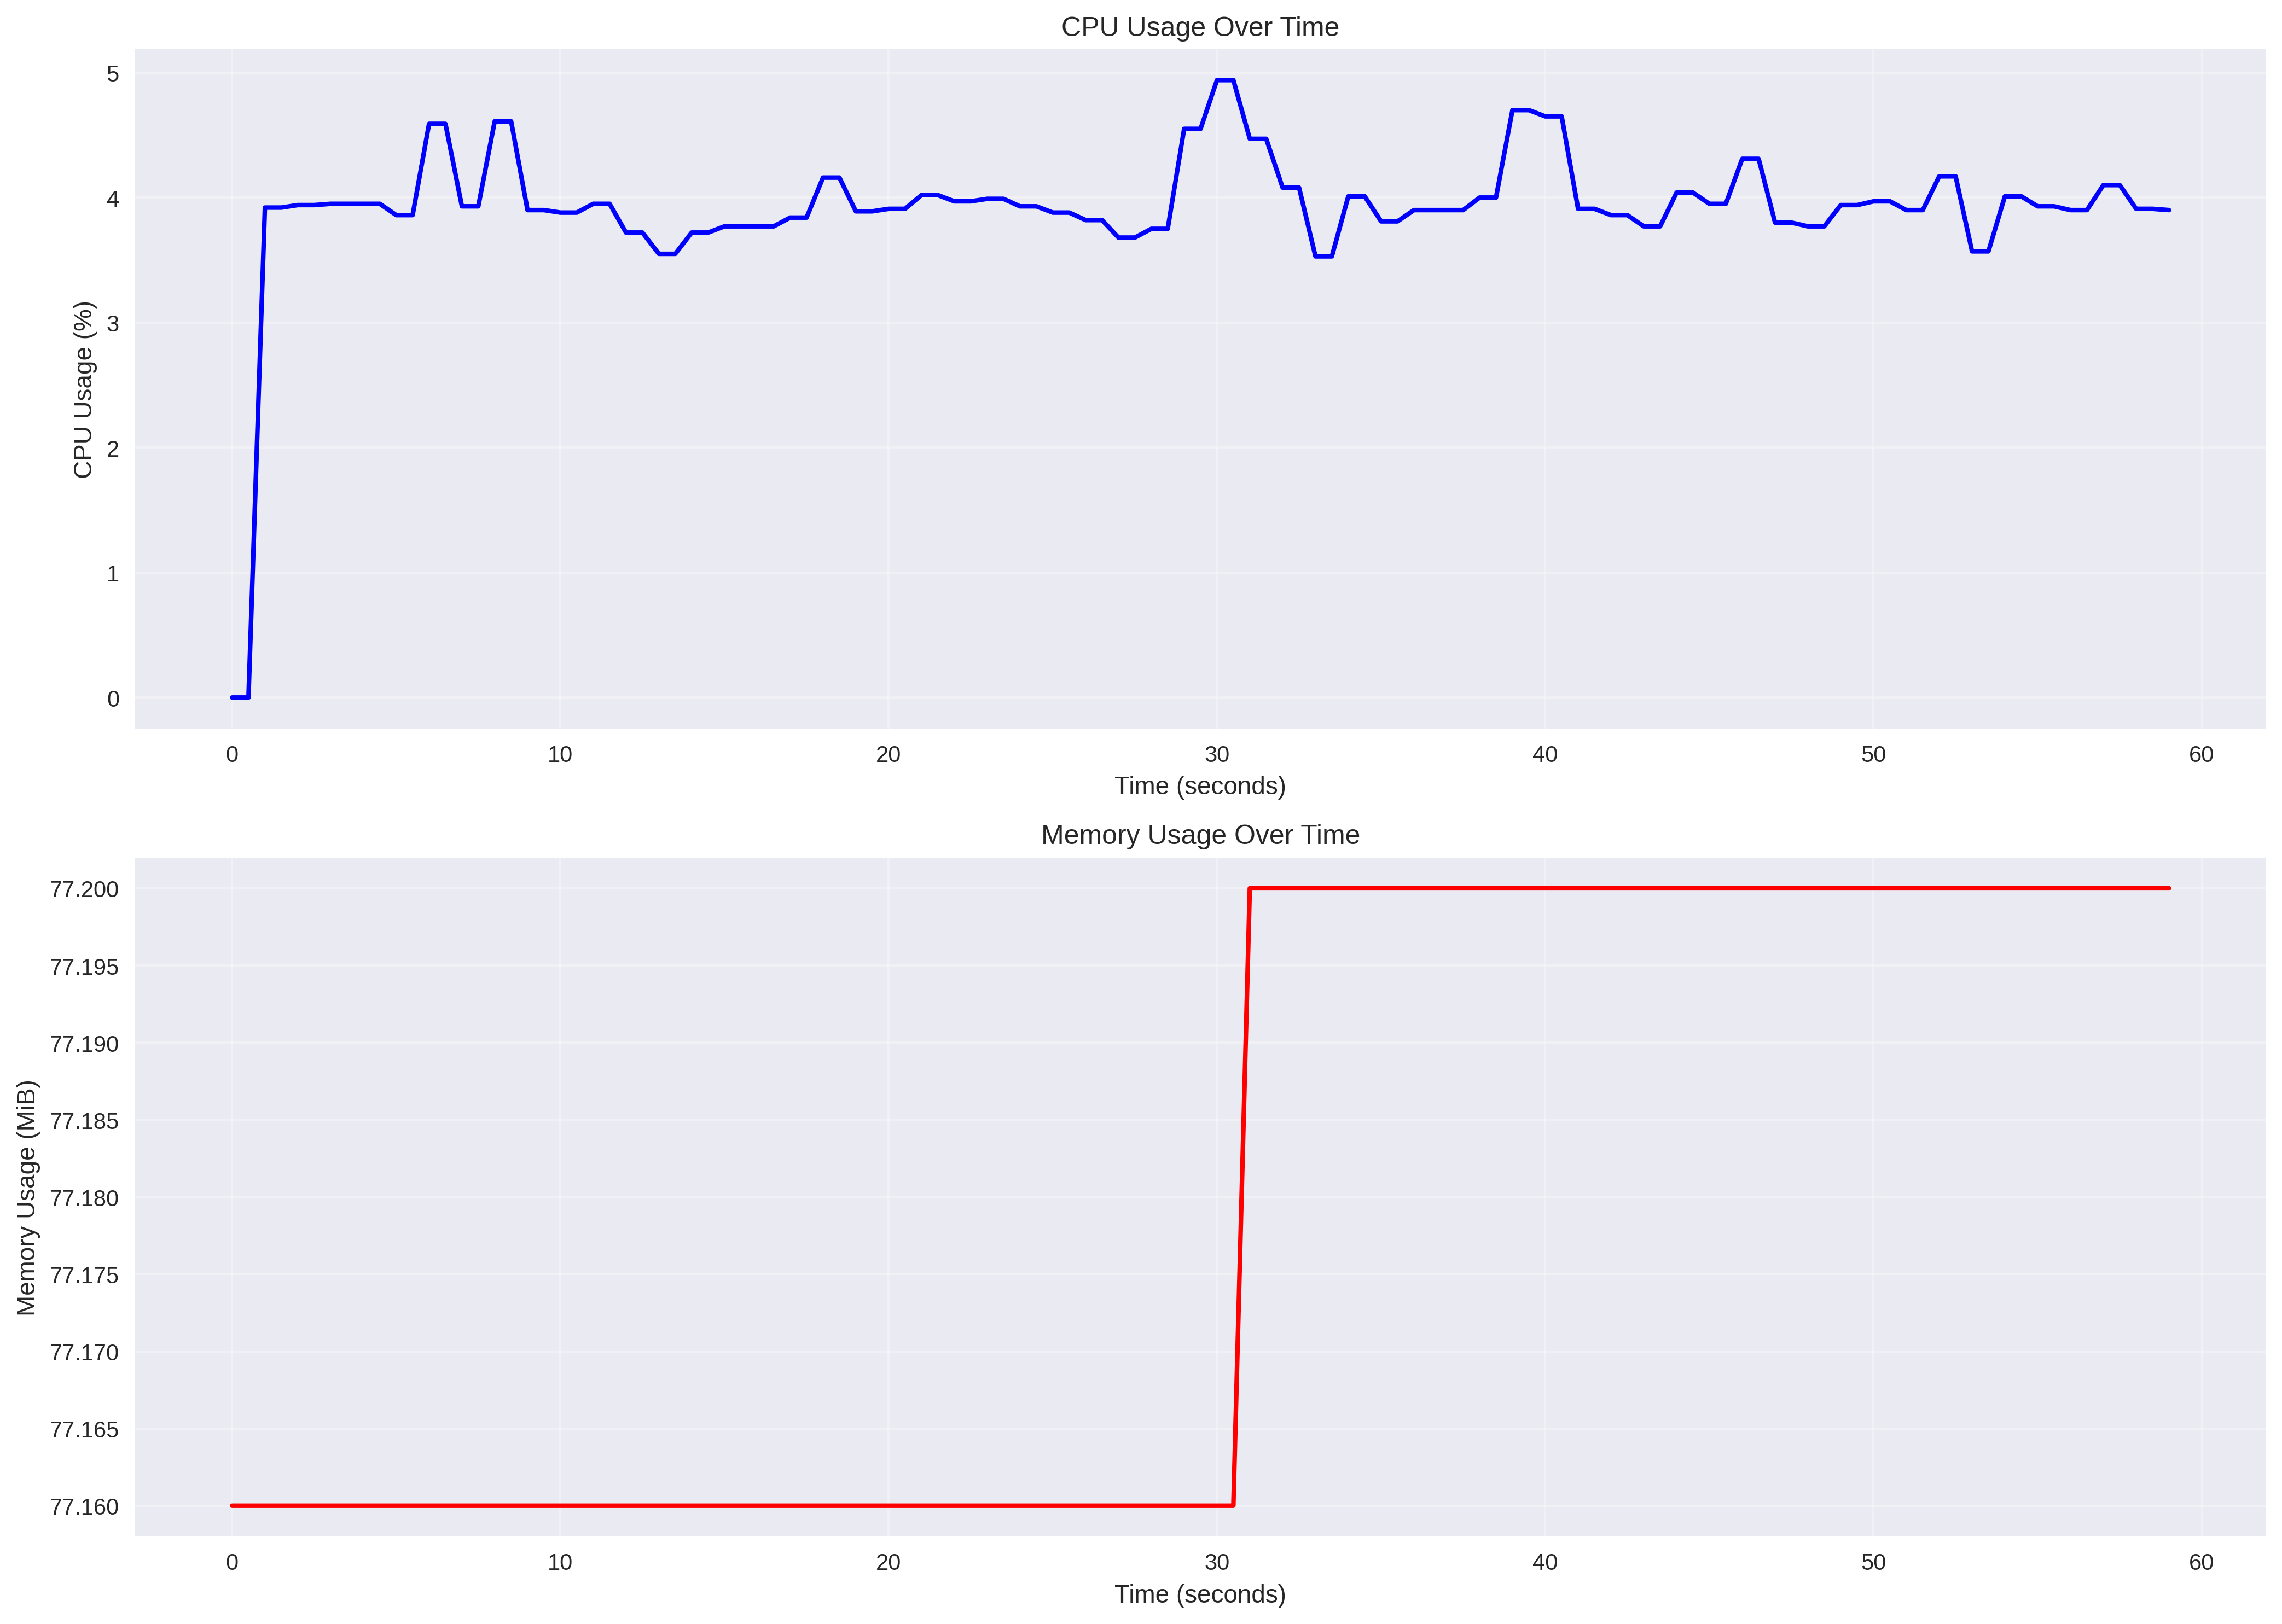 CPU Usage Over Time
5
4
3
2
1
0
CPU Usage (%)
0 10 20 30 40 50 60
Time (seconds)
Memory Usage Over Time
77.200
77.195
77.190
77.185
77.180
77.175
77.170
77.165
77.160
Memory Usage (MiB)
0 10 20 30 40 50 60
Time (seconds)